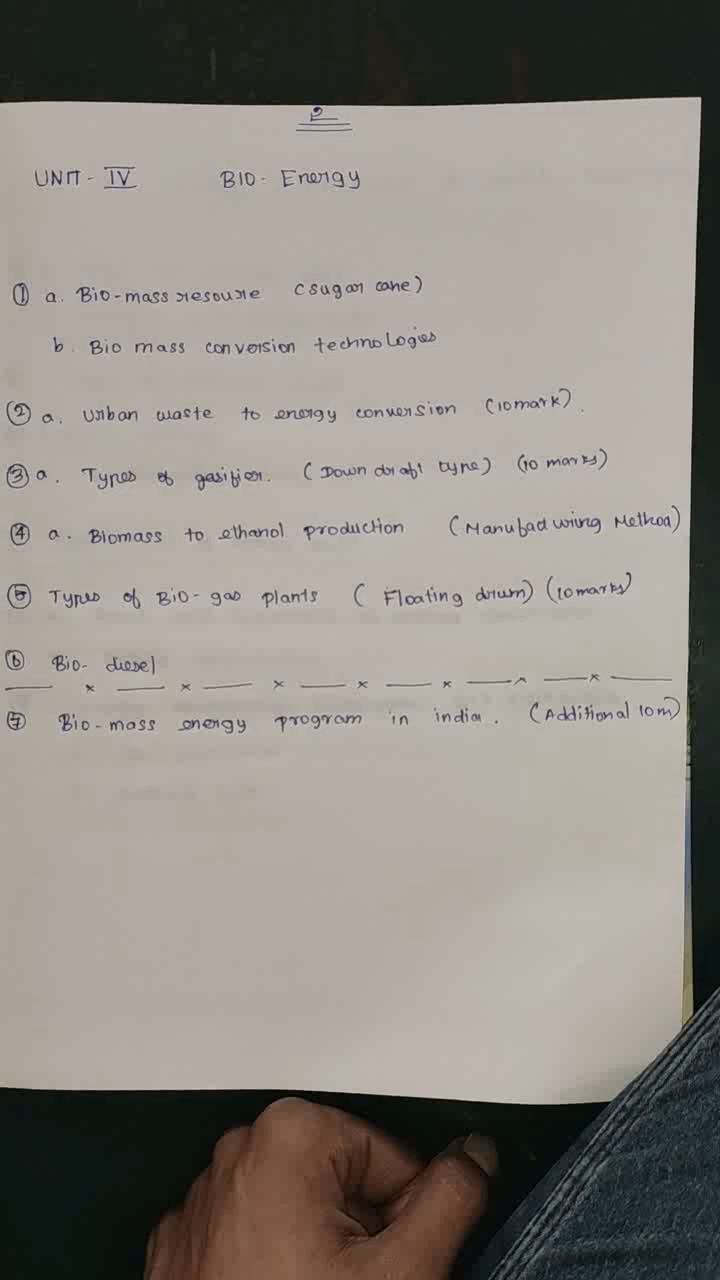 2
UNIT - IV BIO - Energy
① a. Bio-mass resoure (sugar cane)
b. Bio mass conversion technologies
② a. Urban waste to energy conversion (10mark).
③ a. Types of gasifier. (Down draft type) (10 marks)
④ a. Biomass to ethanol production (Manufacturing Method)
⑤ Types of Bio-gas plants (Floating drum) (10marks)
⑥ Bio-diesel
⑦ Bio-mass energy program in india. (Additional 10m)